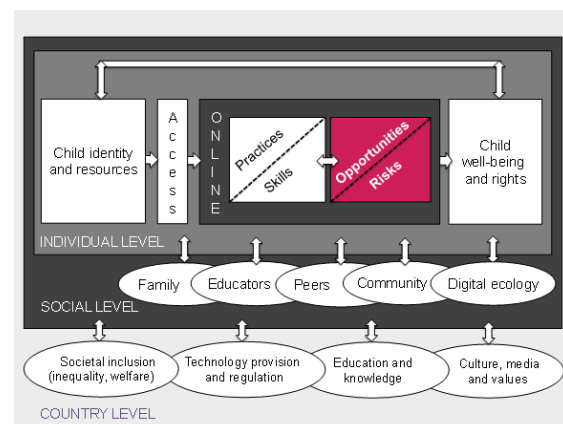 Child identity
and resources
Access
ONLINE
Practices
Skills
Opportunities
Risks
Child
well-being
and rights
INDIVIDUAL LEVEL
Family
Educators
Peers
Community
Digital ecology
SOCIAL LEVEL
Societal inclusion
(inequality, welfare)
Technology provision
and regulation
Education and
knowledge
Culture, media
and values
COUNTRY LEVEL